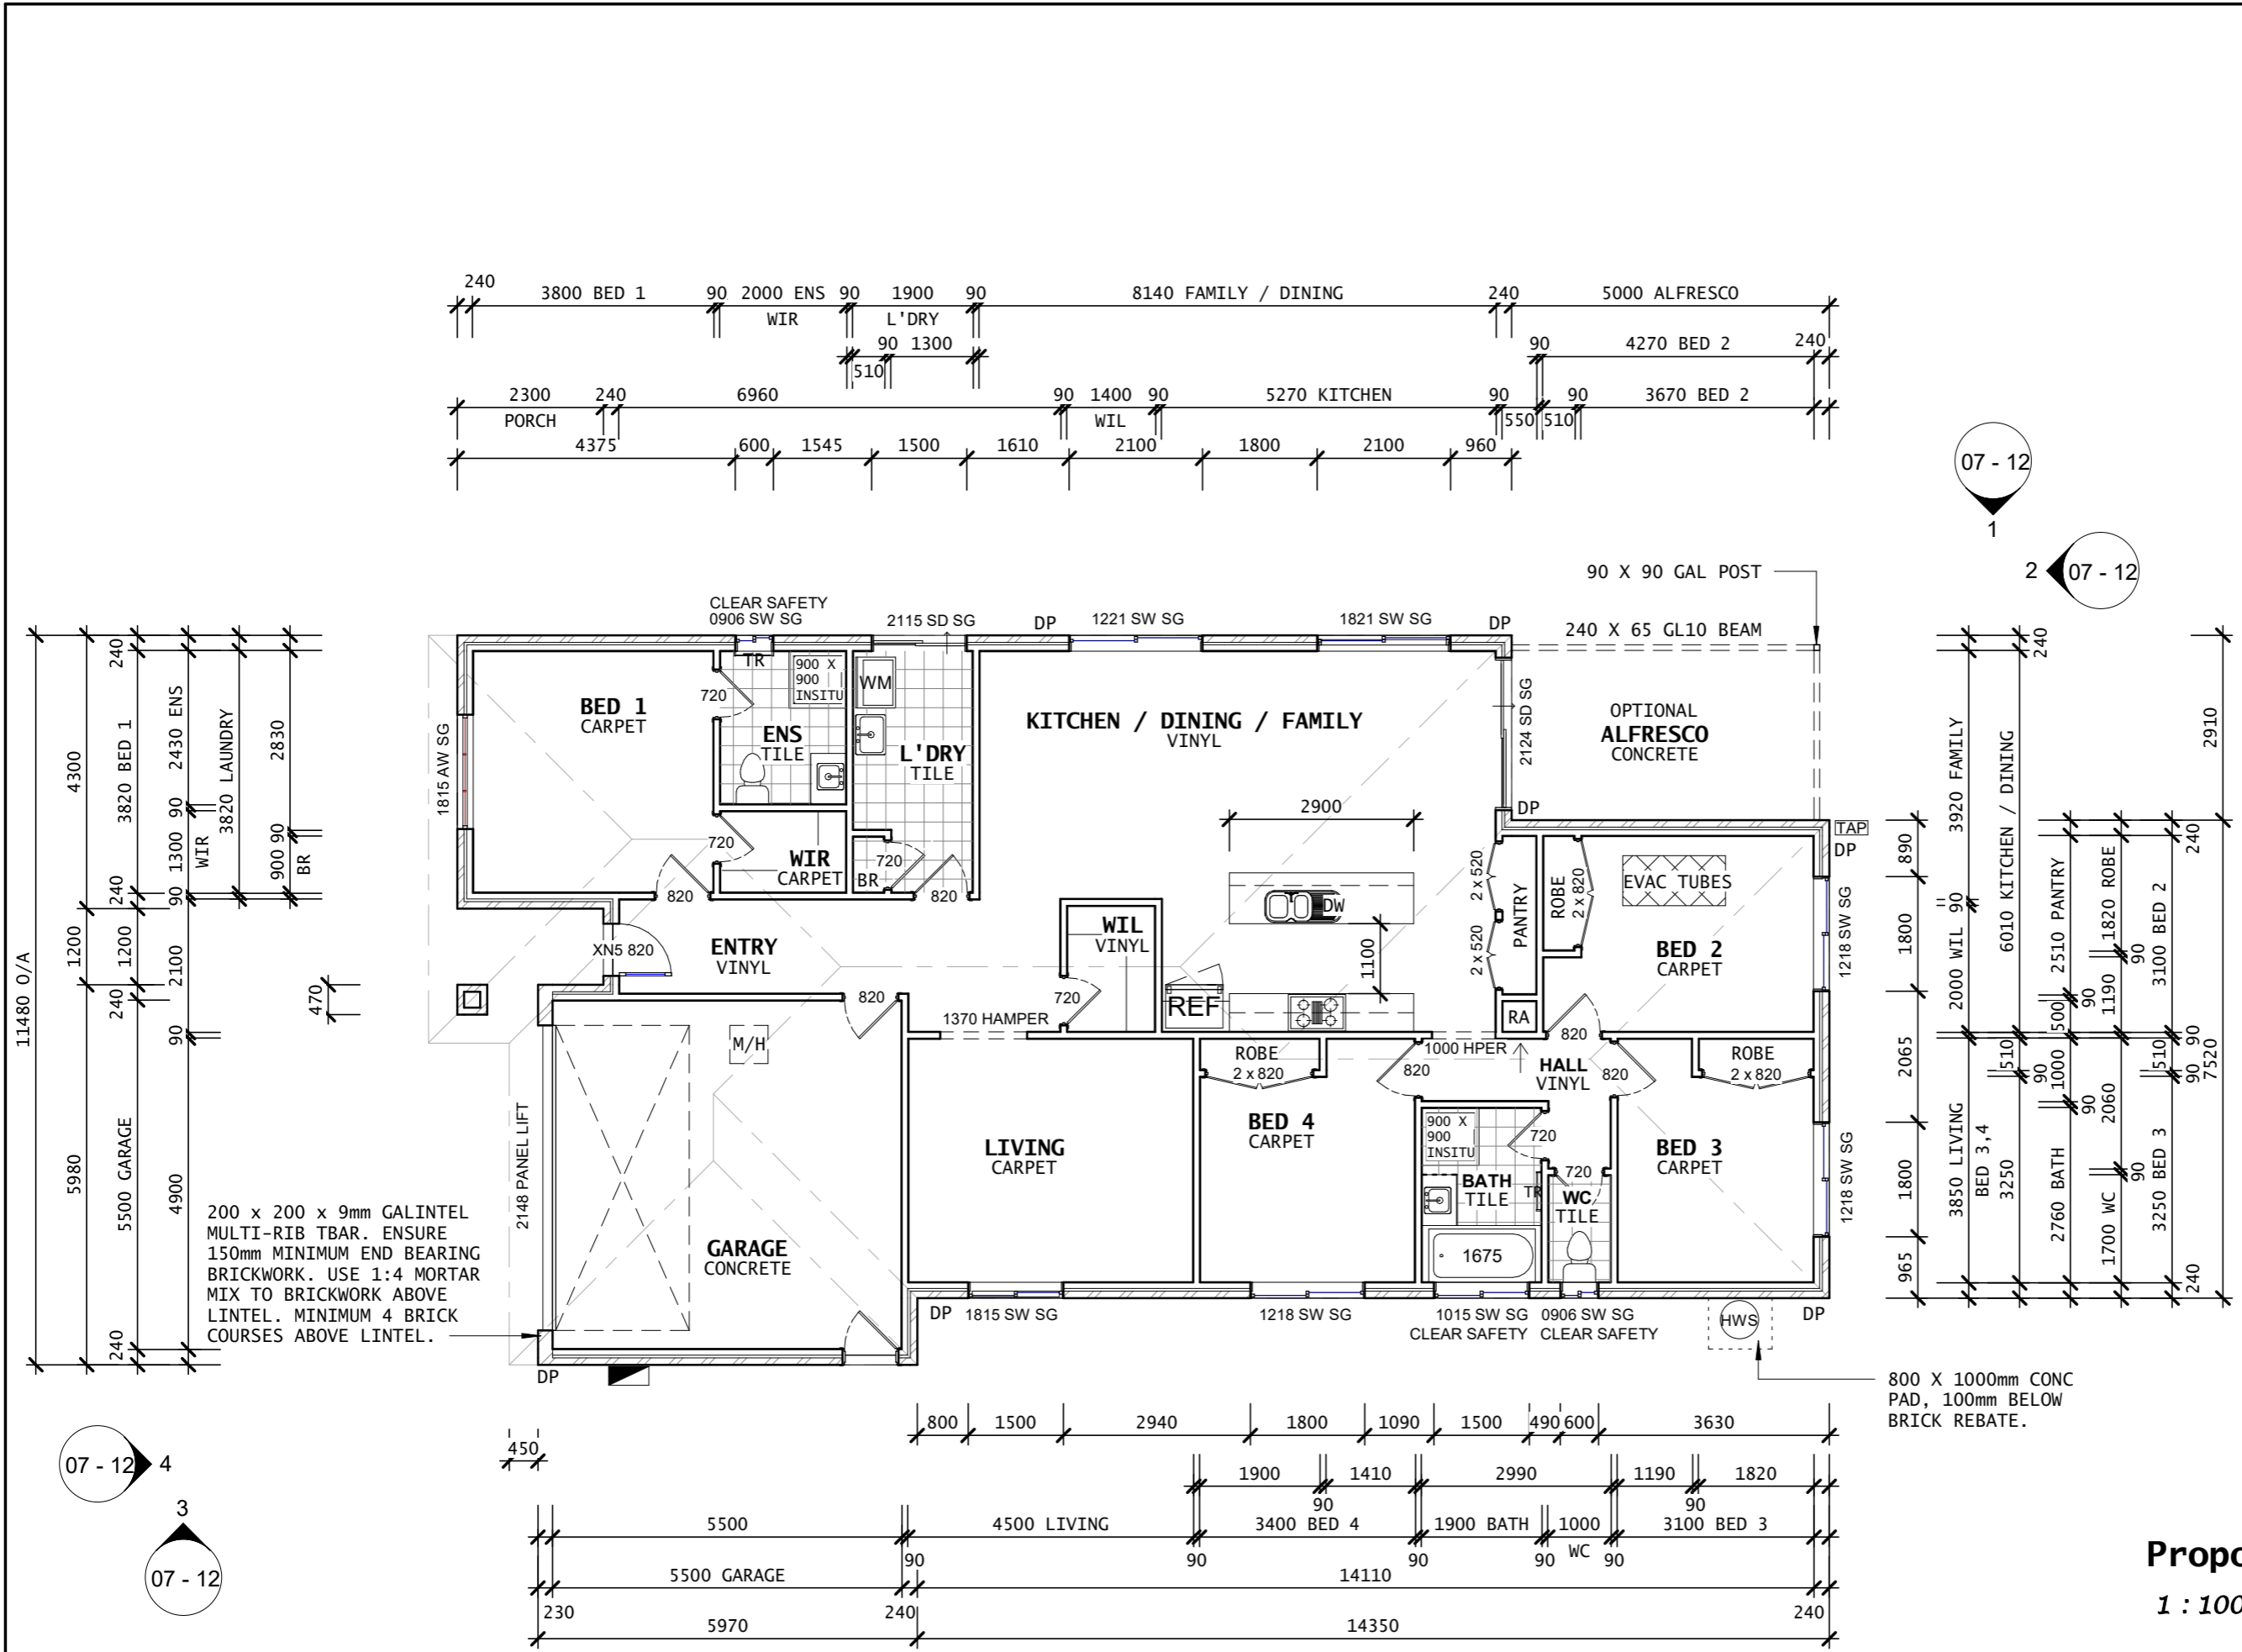 240
3800 BED 1
90
2000 ENS
90
1900
90
8140 FAMILY / DINING
240
5000 ALFRESCO
WIR
L'DRY
90
1300
90
4270 BED 2
240
510
2300
240
6960
90
1400
90
5270 KITCHEN
90
90
3670 BED 2
PORCH
WIL
550
510
4375
600
1545
1500
1610
2100
1800
2100
960
07 - 12
1
2
07 - 12
90 X 90 GAL POST
240 X 65 GL10 BEAM
CLEAR SAFETY
0906 SW SG
2115 SD SG
DP
1221 SW SG
1821 SW SG
DP
11480 O/A
4300
1200
5980
240
3820 BED 1
240
1200
240
5500 GARAGE
240
2430 ENS
90
1300
WIR
90
2100
90
4900
3820 LAUNDRY
2830
90
900
BR
470
1815 AW SG
BED 1
CARPET
720
TR
900 X
900
INSITU
ENS
TILE
WM
L'DRY
TILE
720
WIR
CARPET
720
BR
820
820
KITCHEN / DINING / FAMILY
VINYL
2124 SD SG
OPTIONAL
ALFRESCO
CONCRETE
DP
2900
DW
1100
2 x 520
2 x 520
PANTRY
ROBE
2 x 820
EVAC TUBES
BED 2
CARPET
TAP
DP
1218 SW SG
XN5 820
ENTRY
VINYL
WIL
VINYL
720
REF
RA
820
820
1370 HAMPER
1000 HPER
M/H
2148 PANEL LIFT
GARAGE
CONCRETE
LIVING
CARPET
ROBE
2 x 820
BED 4
CARPET
820
HALL
VINYL
820
ROBE
2 x 820
900 X
900
INSITU
720
BATH
TILE
TR
720
WC
TILE
1675
BED 3
CARPET
1218 SW SG
200 x 200 x 9mm GALINTEL
MULTI-RIB TBAR. ENSURE
150mm MINIMUM END BEARING
BRICKWORK. USE 1:4 MORTAR
MIX TO BRICKWORK ABOVE
LINTEL. MINIMUM 4 BRICK
COURSES ABOVE LINTEL.
DP
DP
1815 SW SG
1218 SW SG
1015 SW SG
CLEAR SAFETY
0906 SW SG
CLEAR SAFETY
HWS
DP
890
1800
2065
1800
965
3920 FAMILY
90
2000 WIL
3850 LIVING
BED 3,4
240
6010 KITCHEN / DINING
510
90
3250
2510 PANTRY
90
500
1000
90
2760 BATH
1820 ROBE
90
1190
2060
90
1700 WC
240
3100 BED 2
90
510
90
3250 BED 3
240
2910
7520
800 X 1000mm CONC
PAD, 100mm BELOW
BRICK REBATE.
07 - 12
4
3
07 - 12
450
800
1500
2940
1800
1090
1500
490
600
3630
1900
1410
2990
1190
1820
90
90
5500
4500 LIVING
3400 BED 4
1900 BATH
1000
3100 BED 3
90
90
90
90
WC
90
5500 GARAGE
14110
230
240
240
5970
14350
Propo
1 : 100